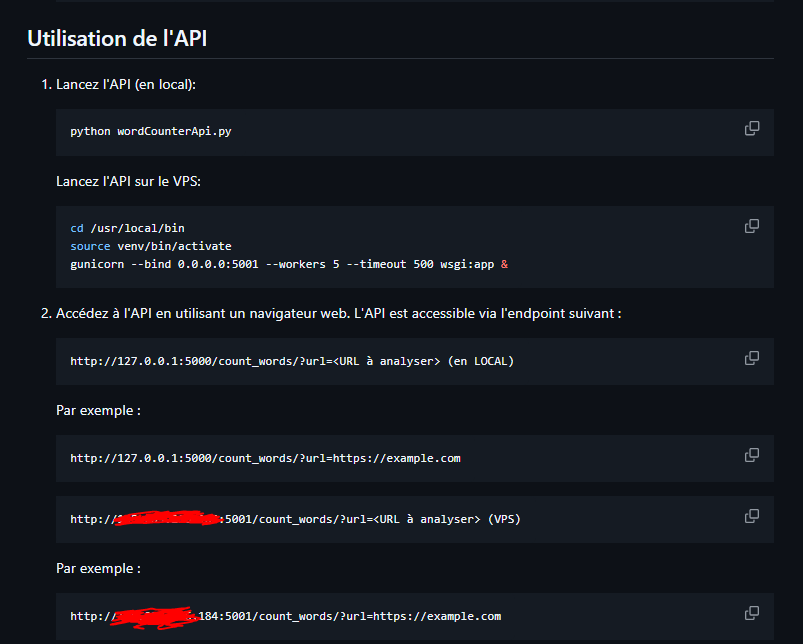 Utilisation de l'API
1. Lancez l'API (en local):
python wordCounterApi.py
Lancez l'API sur le VPS:
cd /usr/local/bin
source venv/bin/activate
gunicorn --bind 0.0.0.0:5001 --workers 5 --timeout 500 wsgi:app &
2. Accédez à l'API en utilisant un navigateur web. L'API est accessible via l'endpoint suivant :
http://127.0.0.1:5000/count_words/?url=<URL à analyser> (en LOCAL)
Par exemple :
http://127.0.0.1:5000/count_words/?url=https://example.com
http:// :5001/count_words/?url=<URL à analyser> (VPS)
Par exemple :
http:// .184:5001/count_words/?url=https://example.com